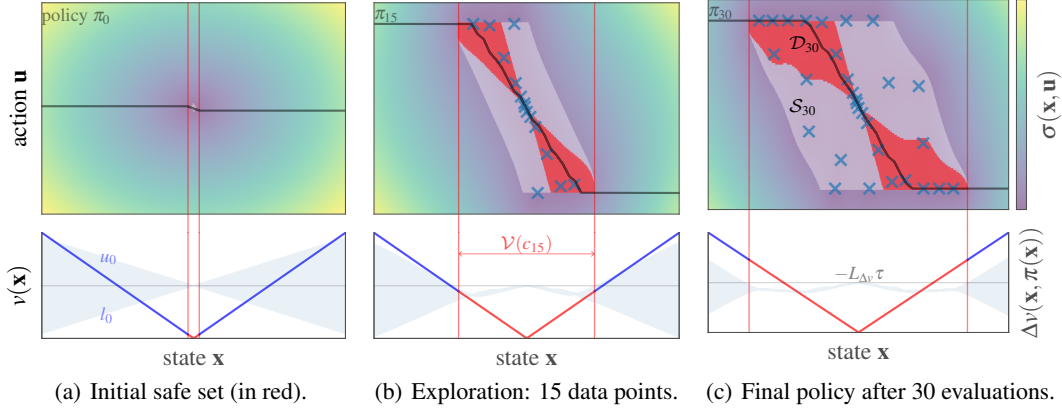 policy π₀
π₁₅
π₃₀
𝒟₃₀
𝒮₃₀
action u
σ(x, u)
u₀
l₀
v(x)
𝒱(c₁₅)
−L_Δv τ
Δv(x, π(x))
state x
state x
state x
(a) Initial safe set (in red).
(b) Exploration: 15 data points.
(c) Final policy after 30 evaluations.